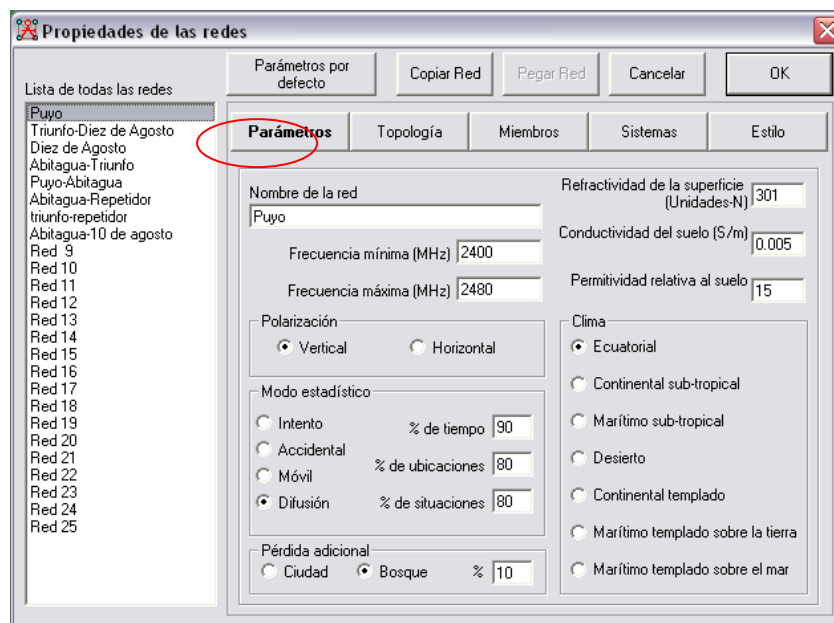 Propiedades de las redes
Lista de todas las redes
Parámetros por defecto
Copiar Red
Pegar Red
Cancelar
OK
Puyo
Triunfo-Diez de Agosto
Diez de Agosto
Abitagua-Triunfo
Puyo-Abitagua
Abitagua-Repetidor
triunfo-repetidor
Abitagua-10 de agosto
Red 9
Red 10
Red 11
Red 12
Red 13
Red 14
Red 15
Red 16
Red 17
Red 18
Red 19
Red 20
Red 21
Red 22
Red 23
Red 24
Red 25
Parámetros
Topología
Miembros
Sistemas
Estilo
Nombre de la red
Puyo
Frecuencia mínima (MHz) 2400
Frecuencia máxima (MHz) 2480
Refractividad de la superficie
(Unidades-N) 301
Conductividad del suelo (S/m)
0.005
Permitividad relativa al suelo
15
Polarización
Vertical
Horizontal
Modo estadístico
Intento
Accidental
Móvil
Difusión
% de tiempo 90
% de ubicaciones 80
% de situaciones 80
Pérdida adicional
Ciudad
Bosque
% 10
Clima
Ecuatorial
Continental sub-tropical
Marítimo sub-tropical
Desierto
Continental templado
Marítimo templado sobre la tierra
Marítimo templado sobre el mar